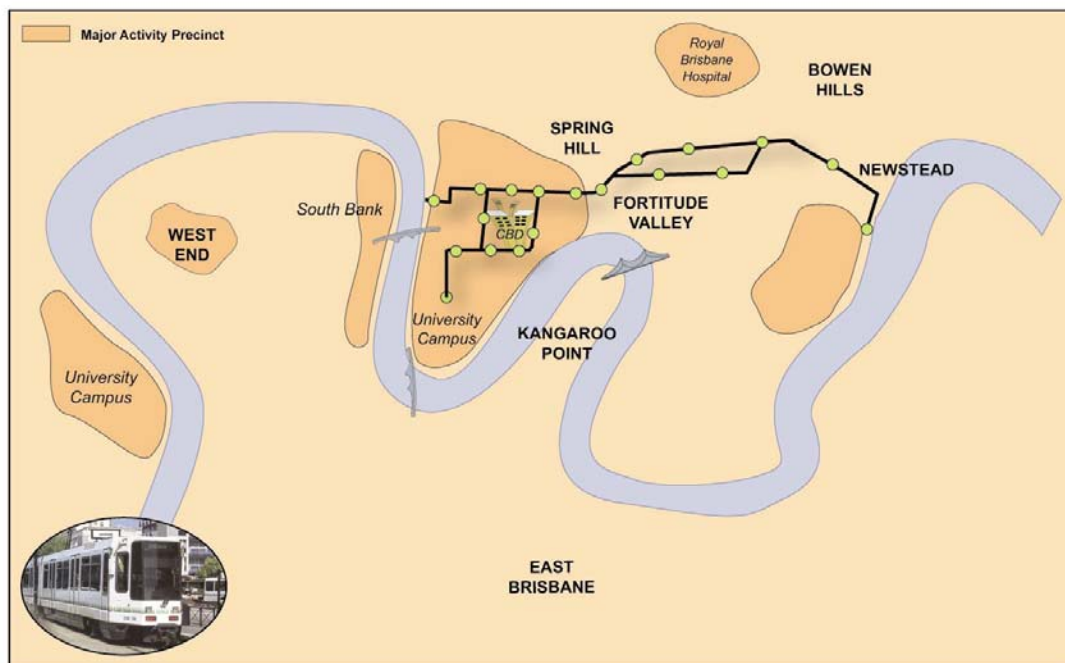 Major Activity Precinct
Royal
Brisbane
Hospital
BOWEN
HILLS
SPRING
HILL
NEWSTEAD
South Bank
FORTITUDE
VALLEY
WEST
END
CBD
University
Campus
KANGAROO
POINT
University
Campus
EAST
BRISBANE